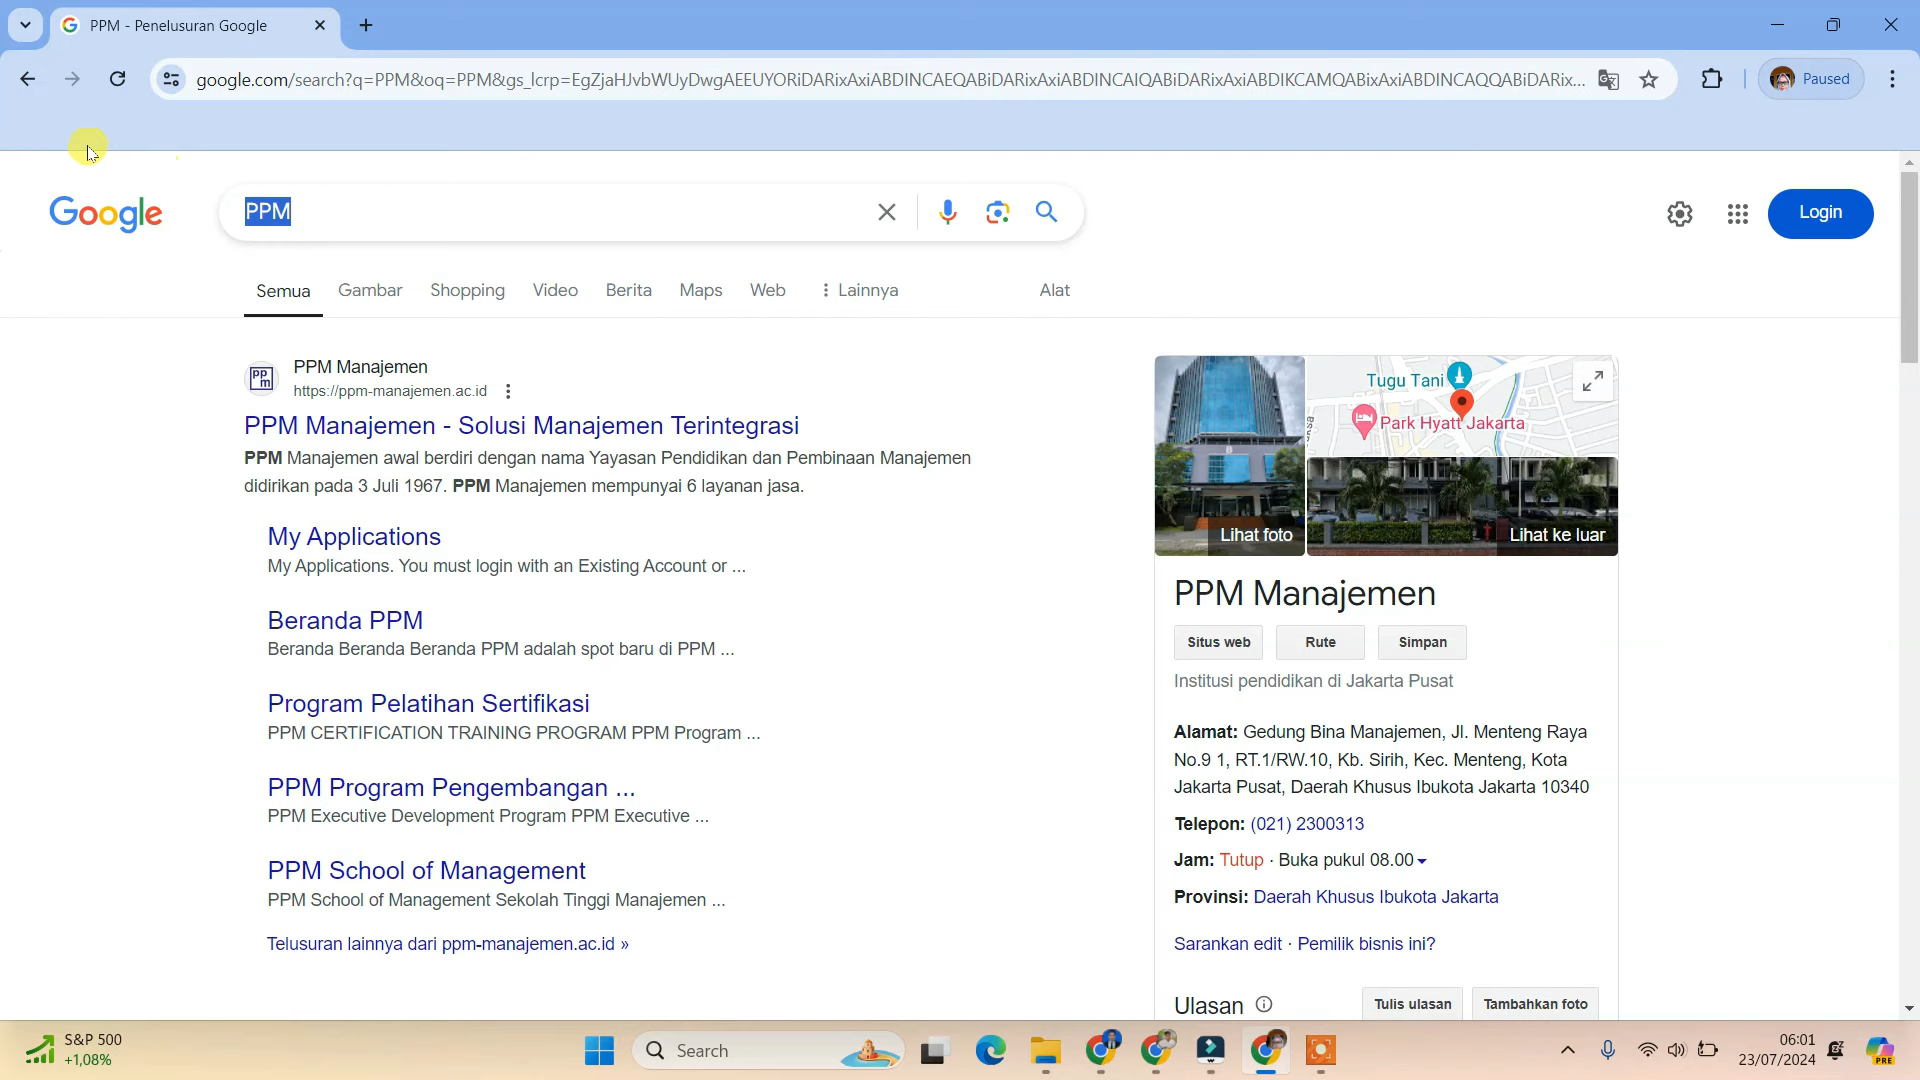 PPM - Penelusuran Google
google.com/search?q=PPM&oq=PPM&gs_lcrp=EgZjaHJvbWUyDwgAEEUYORiDARixAxiABDINCAEQABiDARixAxiABDINCAIQABiDARixAxiABDIKCAMQABixAxiABDINCAQQABiDARix...
Paused
Google
PPM
Login
Semua
Gambar
Shopping
Video
Berita
Maps
Web
Lainnya
Alat
PPM Manajemen
https://ppm-manajemen.ac.id
PPM Manajemen - Solusi Manajemen Terintegrasi
PPM Manajemen awal berdiri dengan nama Yayasan Pendidikan dan Pembinaan Manajemen
didirikan pada 3 Juli 1967. PPM Manajemen mempunyai 6 layanan jasa.
My Applications
My Applications. You must login with an Existing Account or ...
Beranda PPM
Beranda Beranda Beranda PPM adalah spot baru di PPM ...
Program Pelatihan Sertifikasi
PPM CERTIFICATION TRAINING PROGRAM PPM Program ...
PPM Program Pengembangan ...
PPM Executive Development Program PPM Executive ...
PPM School of Management
PPM School of Management Sekolah Tinggi Manajemen ...
Telusuran lainnya dari ppm-manajemen.ac.id »
Tugu Tani
Park Hyatt Jakarta
Lihat foto
Lihat ke luar
PPM Manajemen
Situs web
Rute
Simpan
Institusi pendidikan di Jakarta Pusat
Alamat: Gedung Bina Manajemen, Jl. Menteng Raya
No.9 1, RT.1/RW.10, Kb. Sirih, Kec. Menteng, Kota
Jakarta Pusat, Daerah Khusus Ibukota Jakarta 10340
Telepon: (021) 2300313
Jam: Tutup · Buka pukul 08.00
Provinsi: Daerah Khusus Ibukota Jakarta
Sarankan edit · Pemilik bisnis ini?
Ulasan
Tulis ulasan
Tambahkan foto
S&P 500
+1,08%
Search
06:01
23/07/2024
PRE